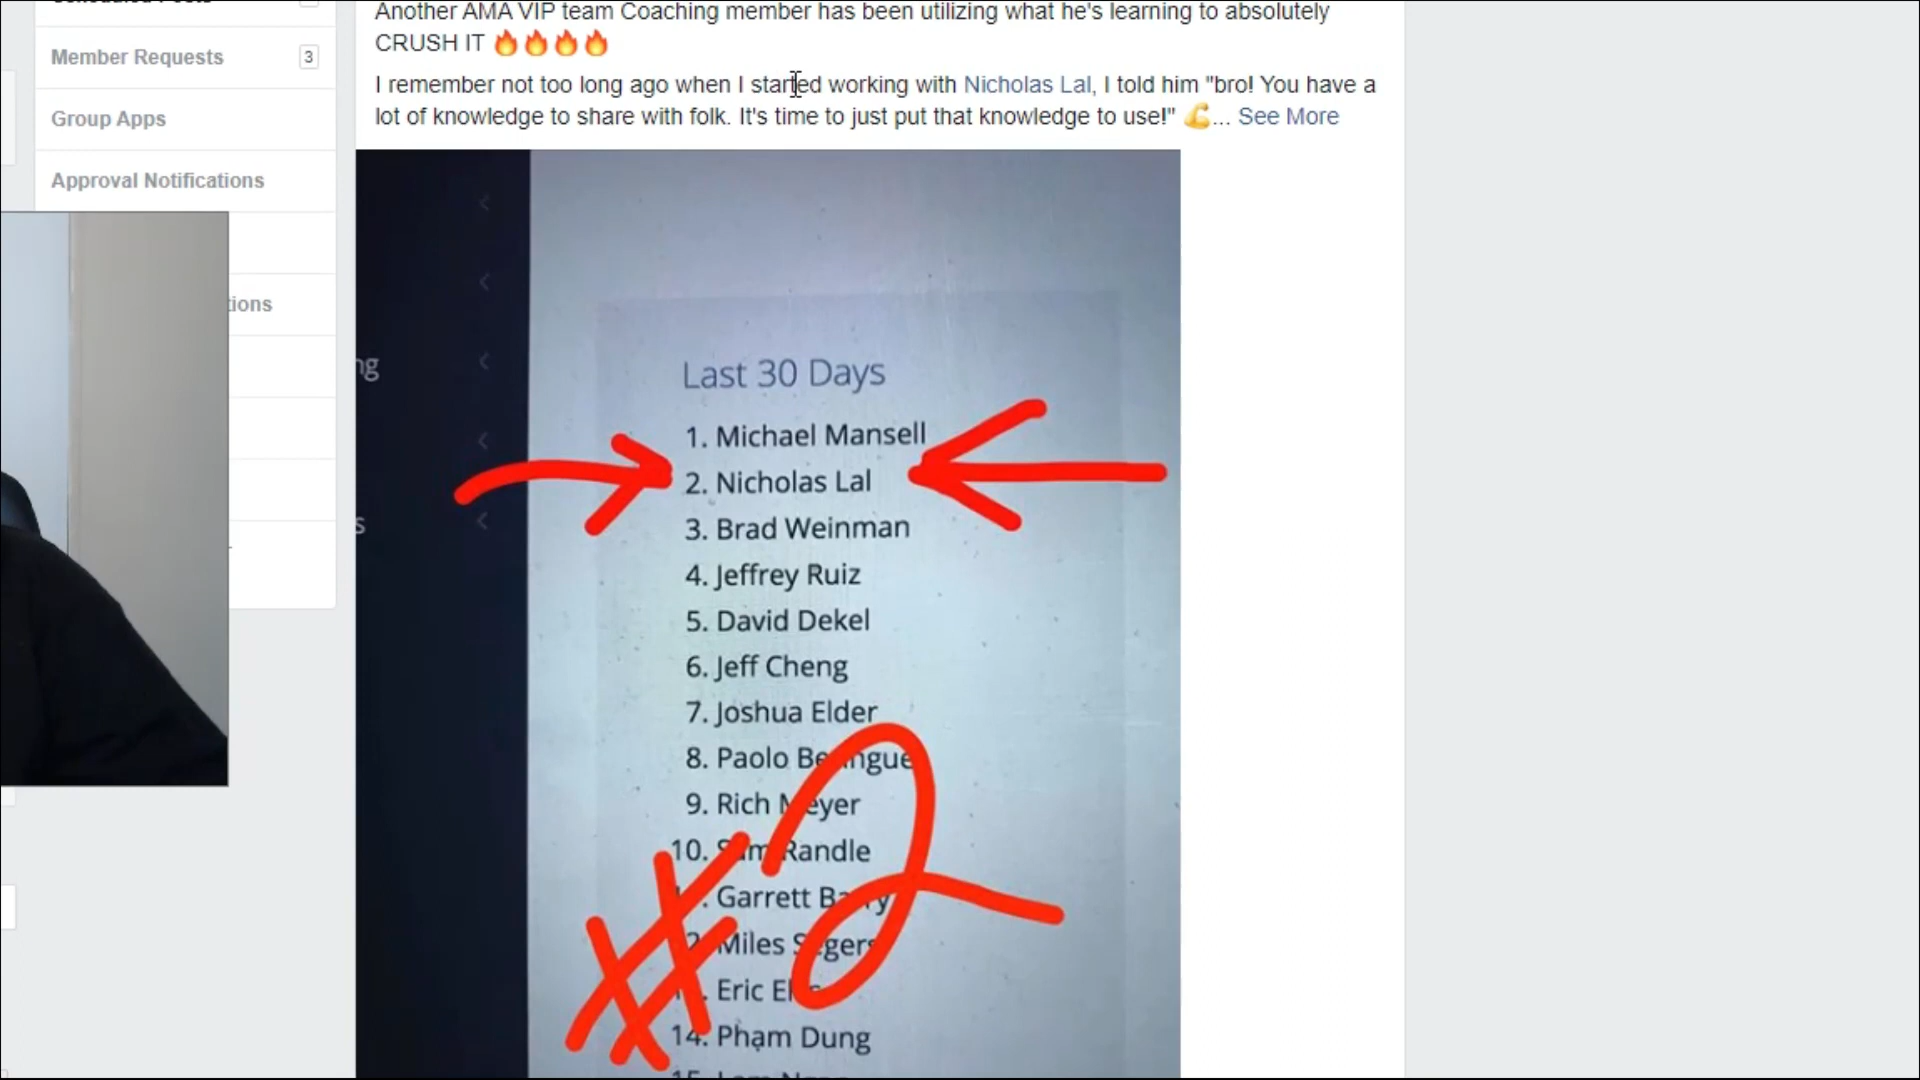 Another AMA VIP team Coaching member has been utilizing what he's learning to absolutely
CRUSH IT 🔥🔥🔥🔥
I remember not too long ago when I started working with Nicholas Lal, I told him "bro! You have a
lot of knowledge to share with folk. It's time to just put that knowledge to use!" 💪... See More
Member Requests 3
Group Apps
Approval Notifications
Last 30 Days
1. Michael Mansell
2. Nicholas Lal
3. Brad Weinman
4. Jeffrey Ruiz
5. David Dekel
6. Jeff Cheng
7. Joshua Elder
8. Paolo
9. Rich Meyer
10. Sam Randle
Garrett
Miles
Eric
14. Phạm Dung
#2